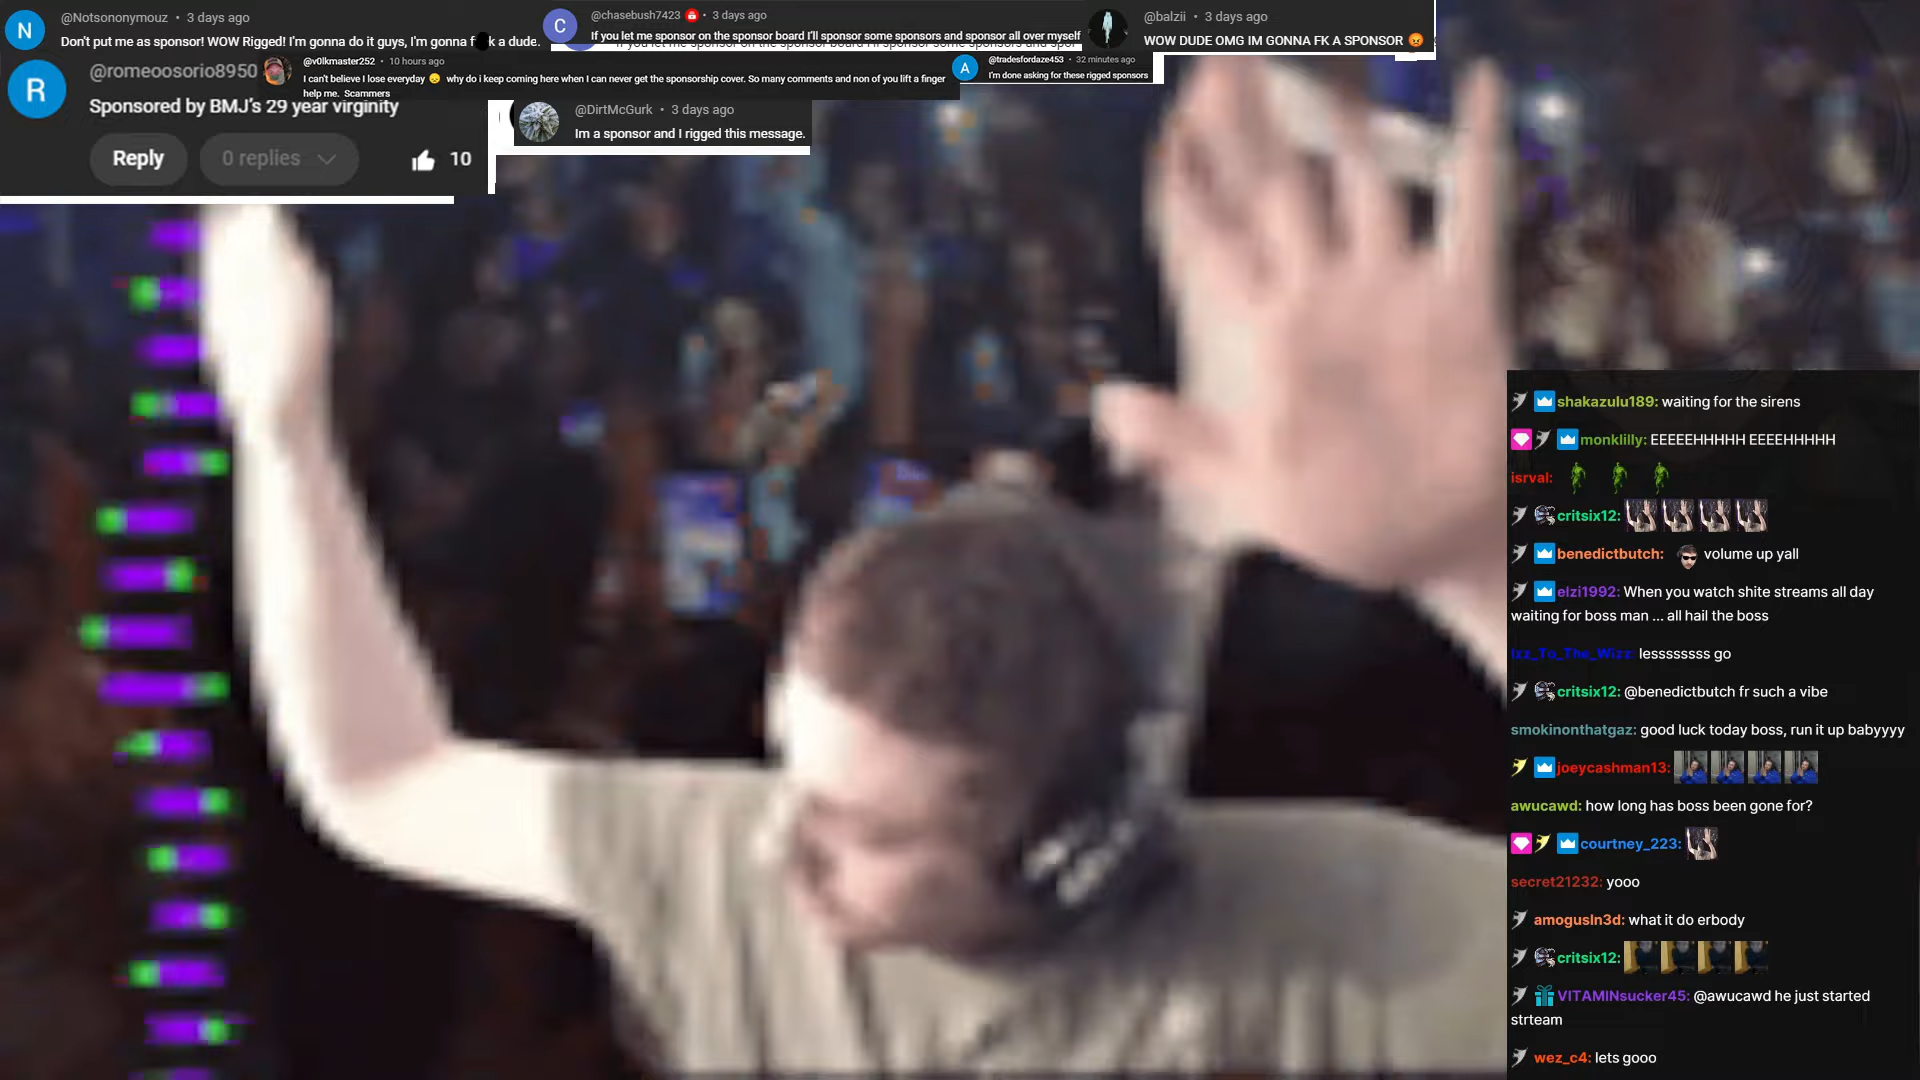 N
@Notsononymouz • 3 days ago
Don't put me as sponsor! WOW Rigged! I'm gonna do it guys, I'm gonna f k a dude.
C
@chasebush7423 • 3 days ago
If you let me sponsor on the sponsor board I'll sponsor some sponsors and sponsor all over myself
@balzii • 3 days ago
WOW DUDE OMG IM GONNA FK A SPONSOR 😡
R
@romeoosorio8950
Sponsored by BMJ's 29 year virginity
Reply
0 replies
10
@v0lkmaster252 • 10 hours ago
I can't believe I lose everyday 😞 why do i keep coming here when I can never get the sponsorship cover. So many comments and non of you lift a finger
help me. Scammers
A
@tradesfordaze453 • 32 minutes ago
I'm done asking for these rigged sponsors
@DirtMcGurk • 3 days ago
Im a sponsor and I rigged this message.
shakazulu189: waiting for the sirens
monklilly: EEEEEHHHHH EEEEHHHHH
isrval:
critsix12:
benedictbutch: volume up yall
elzi1992: When you watch shite streams all day
waiting for boss man ... all hail the boss
Izz_To_The_Wizz: lessssssss go
critsix12: @benedictbutch fr such a vibe
smokinonthatgaz: good luck today boss, run it up babyyyy
joeycashman13:
awucawd: how long has boss been gone for?
courtney_223:
secret21232: yooo
amogusln3d: what it do erbody
critsix12:
VITAMINsucker45: @awucawd he just started
strteam
wez_c4: lets gooo